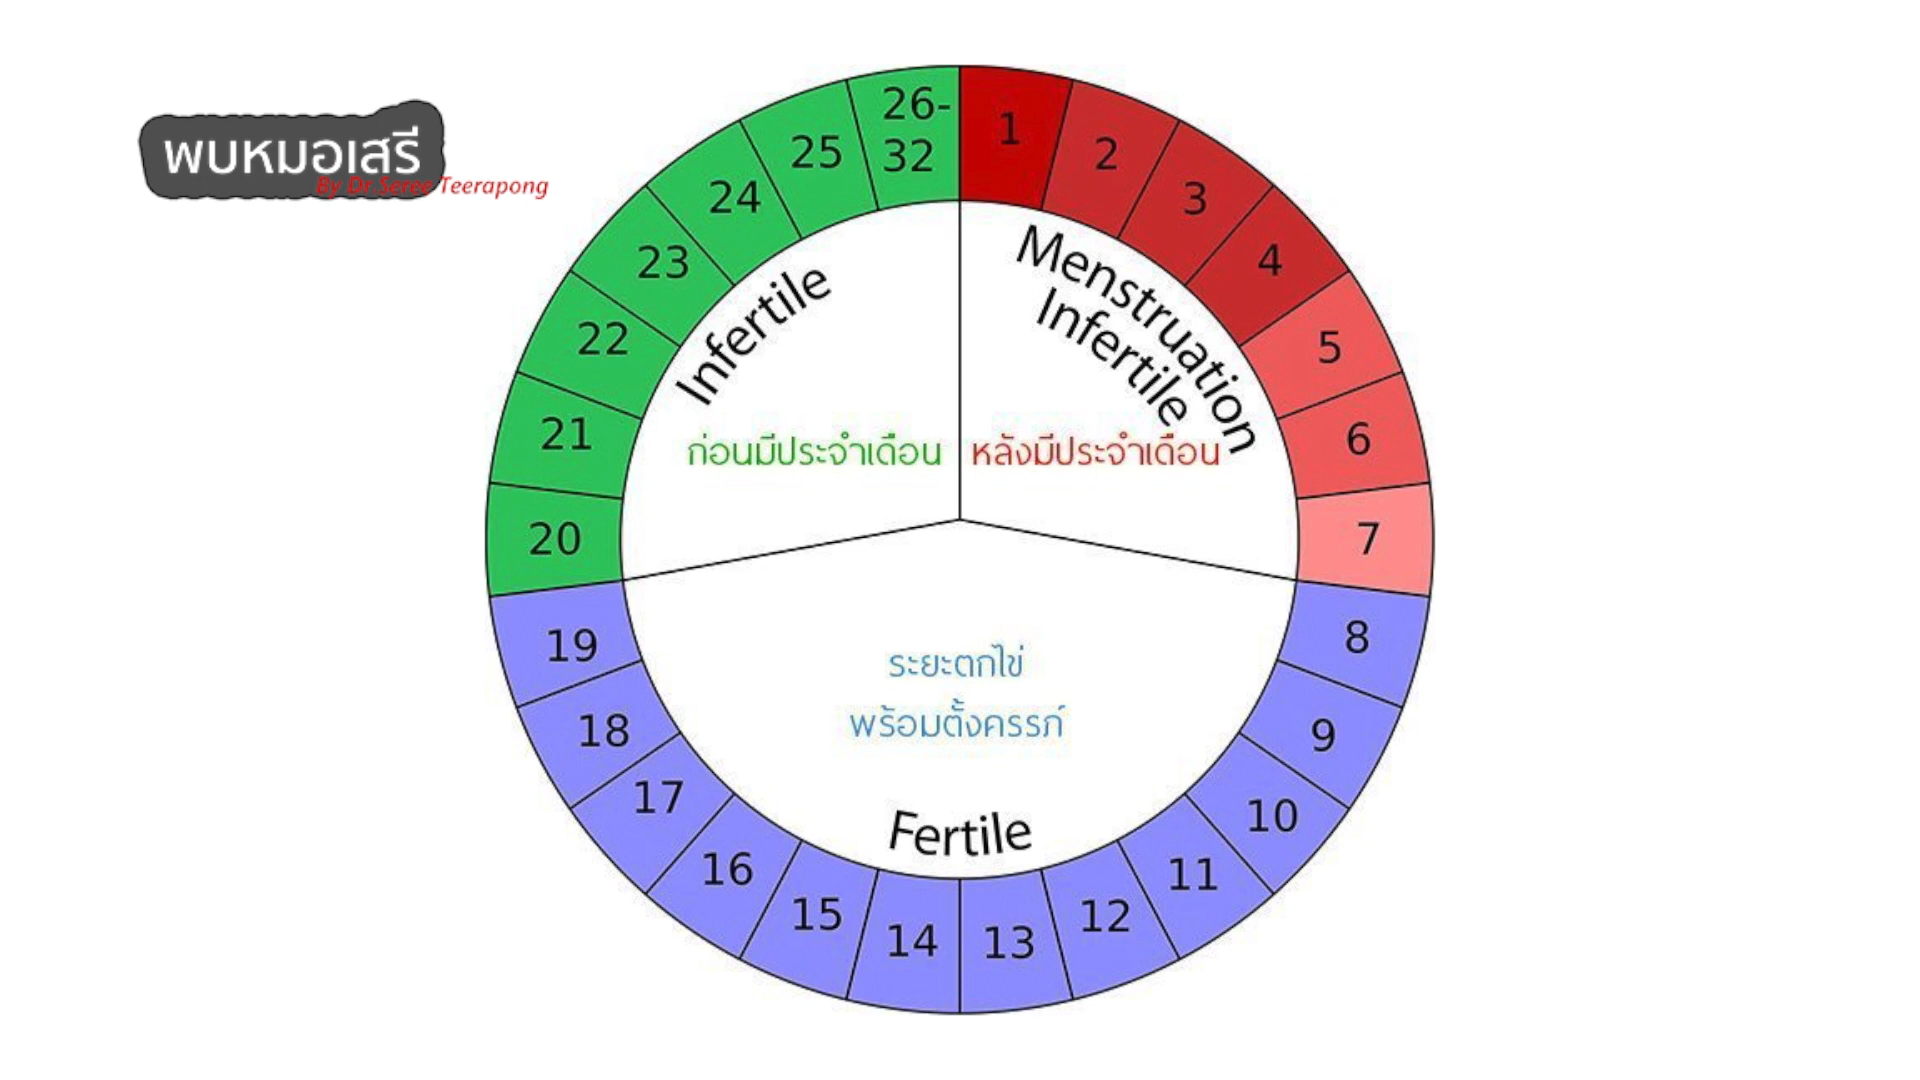 พบหมอเสรี
By Dr.Seree Teerapong
26-
32
1
2
3
4
5
6
7
8
9
10
11
12
13
14
15
16
17
18
19
20
21
22
23
24
25
Infertile
Menstruation
Infertile
ก่อนมีประจำเดือน
หลังมีประจำเดือน
ระยะตกไข่
พร้อมตั้งครรภ์
Fertile